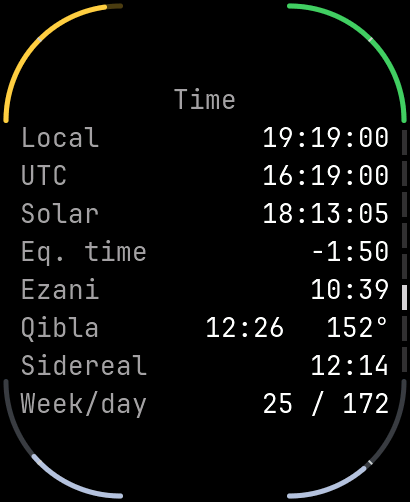 Time
Local 19:19:00
UTC 16:19:00
Solar 18:13:05
Eq. time -1:50
Ezani 10:39
Qibla 12:26 152°
Sidereal 12:14
Week/day 25 / 172